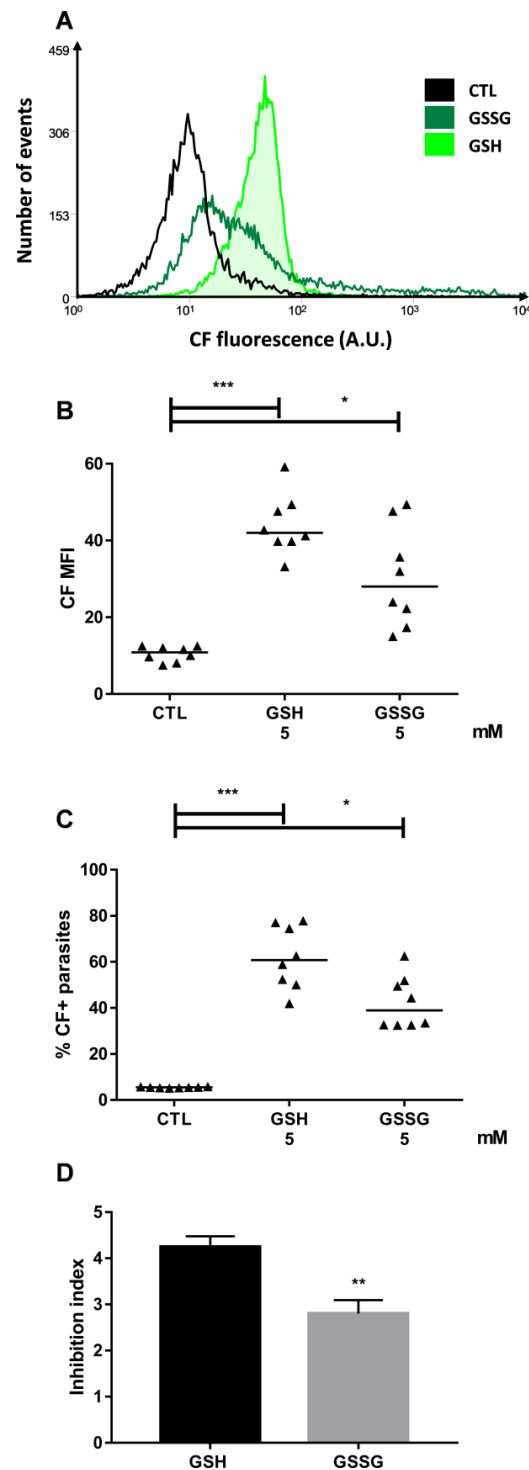 A
459
306
153
0
Number of events
CTL
GSSG
GSH
10⁰ 10¹ 10² 10³ 10⁴
CF fluorescence (A.U.)
B
***
*
60
40
20
0
CF MFI
CTL GSH GSSG
5 5 mM
C
***
*
100
80
60
40
20
0
% CF+ parasites
CTL GSH GSSG
5 5 mM
D
5
4
3
2
1
0
Inhibition index
**
GSH GSSG